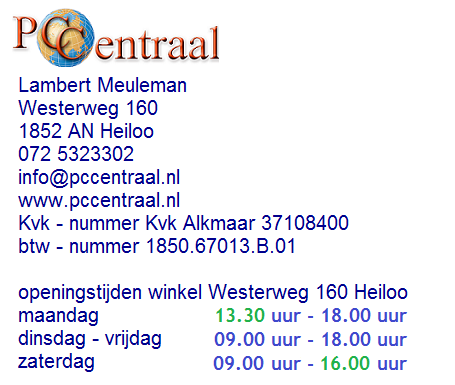 PCCentraal
Lambert Meuleman
Westerweg 160
1852 AN Heiloo
072 5323302
info@pccentraal.nl
www.pccentraal.nl
Kvk - nummer Kvk Alkmaar 37108400
btw - nummer 1850.67013.B.01
openingstijden winkel Westerweg 160 Heiloo
maandag 13.30 uur - 18.00 uur
dinsdag - vrijdag 09.00 uur - 18.00 uur
zaterdag 09.00 uur - 16.00 uur